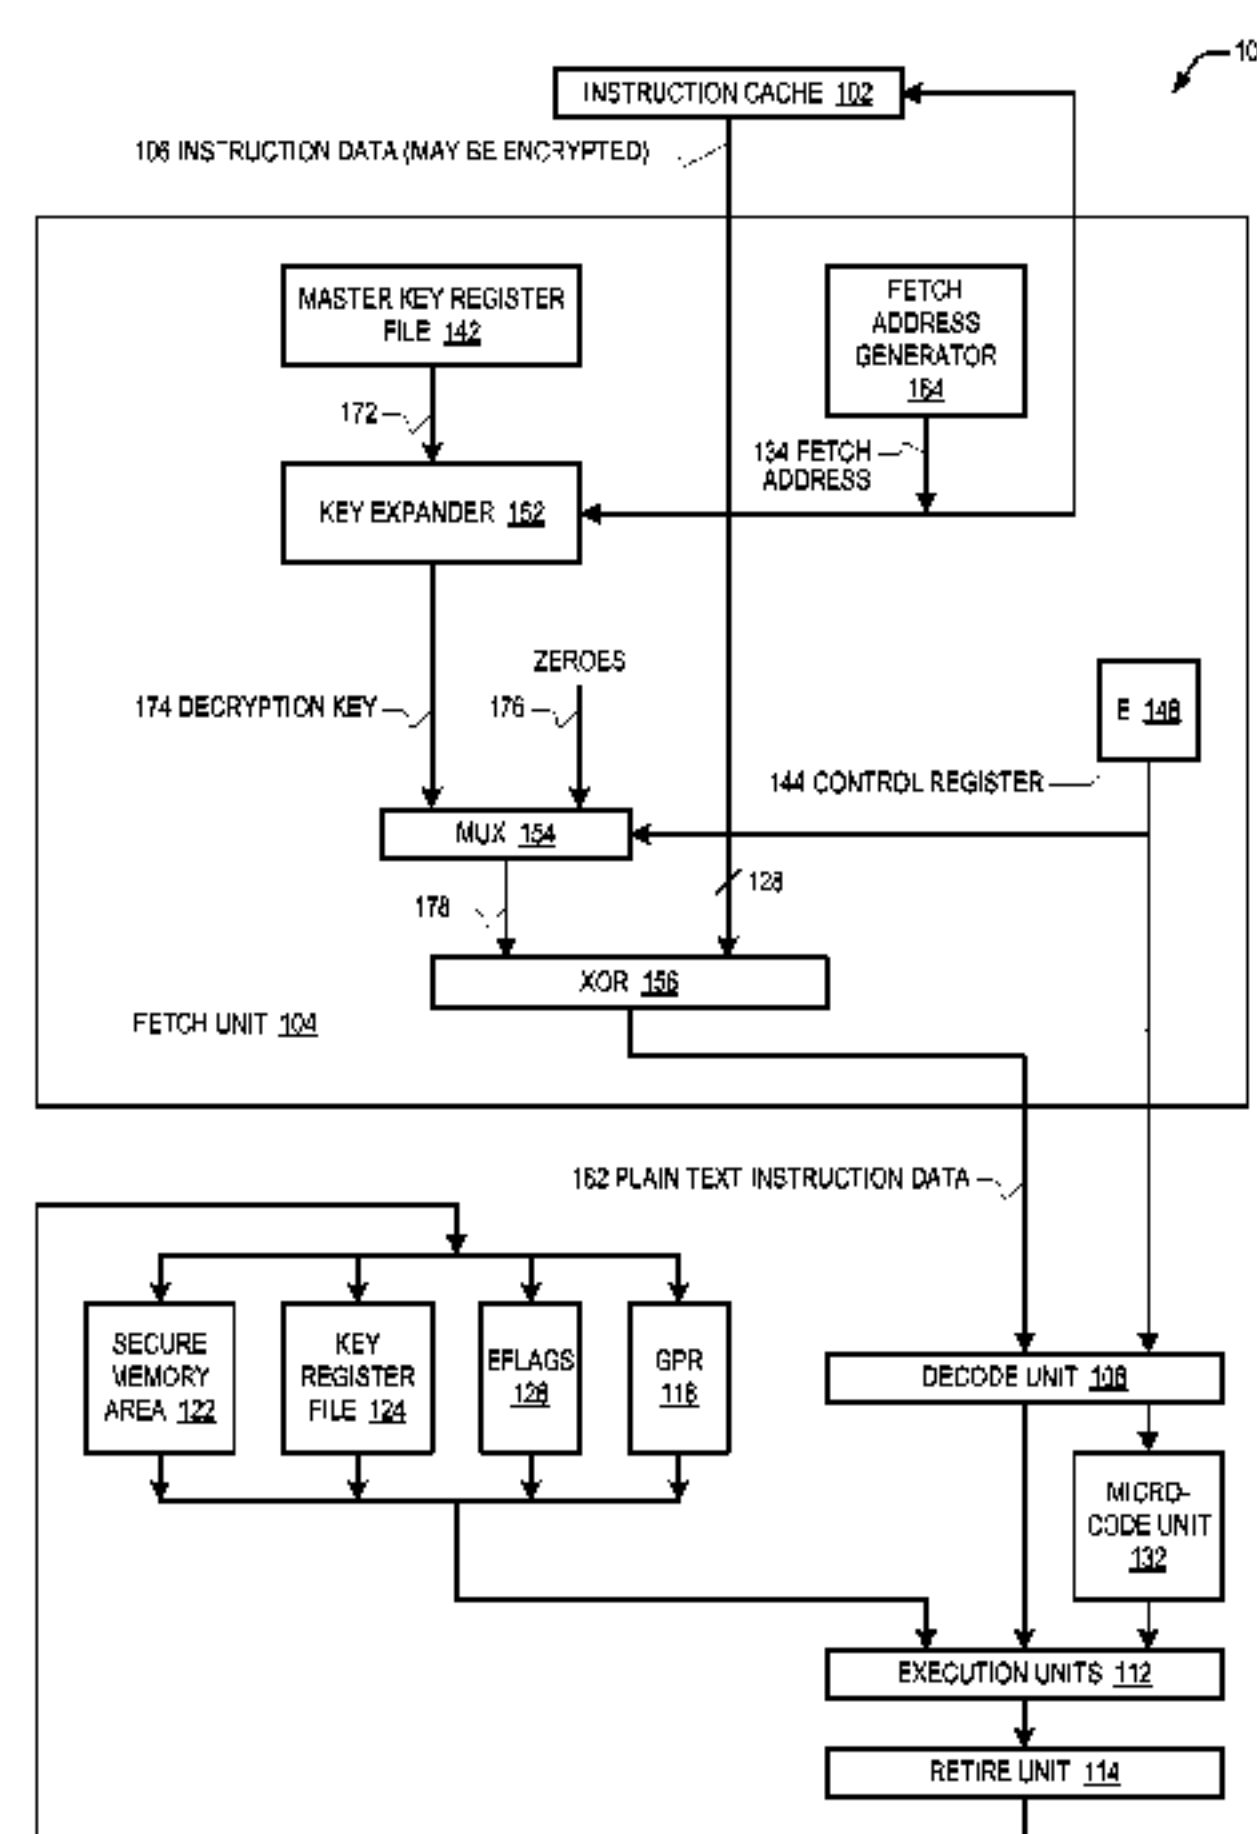 10
INSTRUCTION CACHE 102
106 INSTRUCTION DATA (MAY BE ENCRYPTED)
MASTER KEY REGISTER
FILE 142
FETCH
ADDRESS
GENERATOR
164
172
134 FETCH
ADDRESS
KEY EXPANDER 152
ZEROES
174 DECRYPTION KEY
176
E 148
144 CONTROL REGISTER
MUX 154
128
178
XOR 156
FETCH UNIT 104
162 PLAIN TEXT INSTRUCTION DATA
SECURE
MEMORY
AREA 122
KEY
REGISTER
FILE 124
EFLAGS
128
GPR
116
DECODE UNIT 108
MICRO-
CODE UNIT
132
EXECUTION UNITS 112
RETIRE UNIT 114